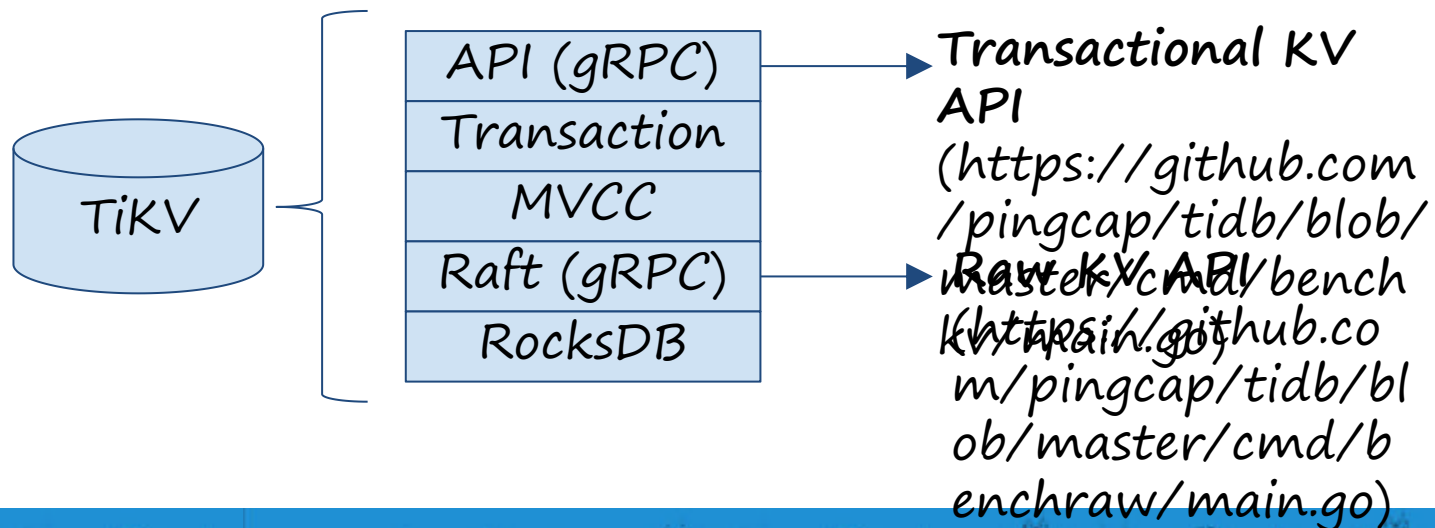 TiKV
API (gRPC)
Transaction
MVCC
Raft (gRPC)
RocksDB
Transactional KV
API
(https://github.com
/pingcap/tidb/blob/
master/cmd/bench
kv/main.go)
Raw KV API
(https://github.co
m/pingcap/tidb/bl
ob/master/cmd/b
enchraw/main.go)